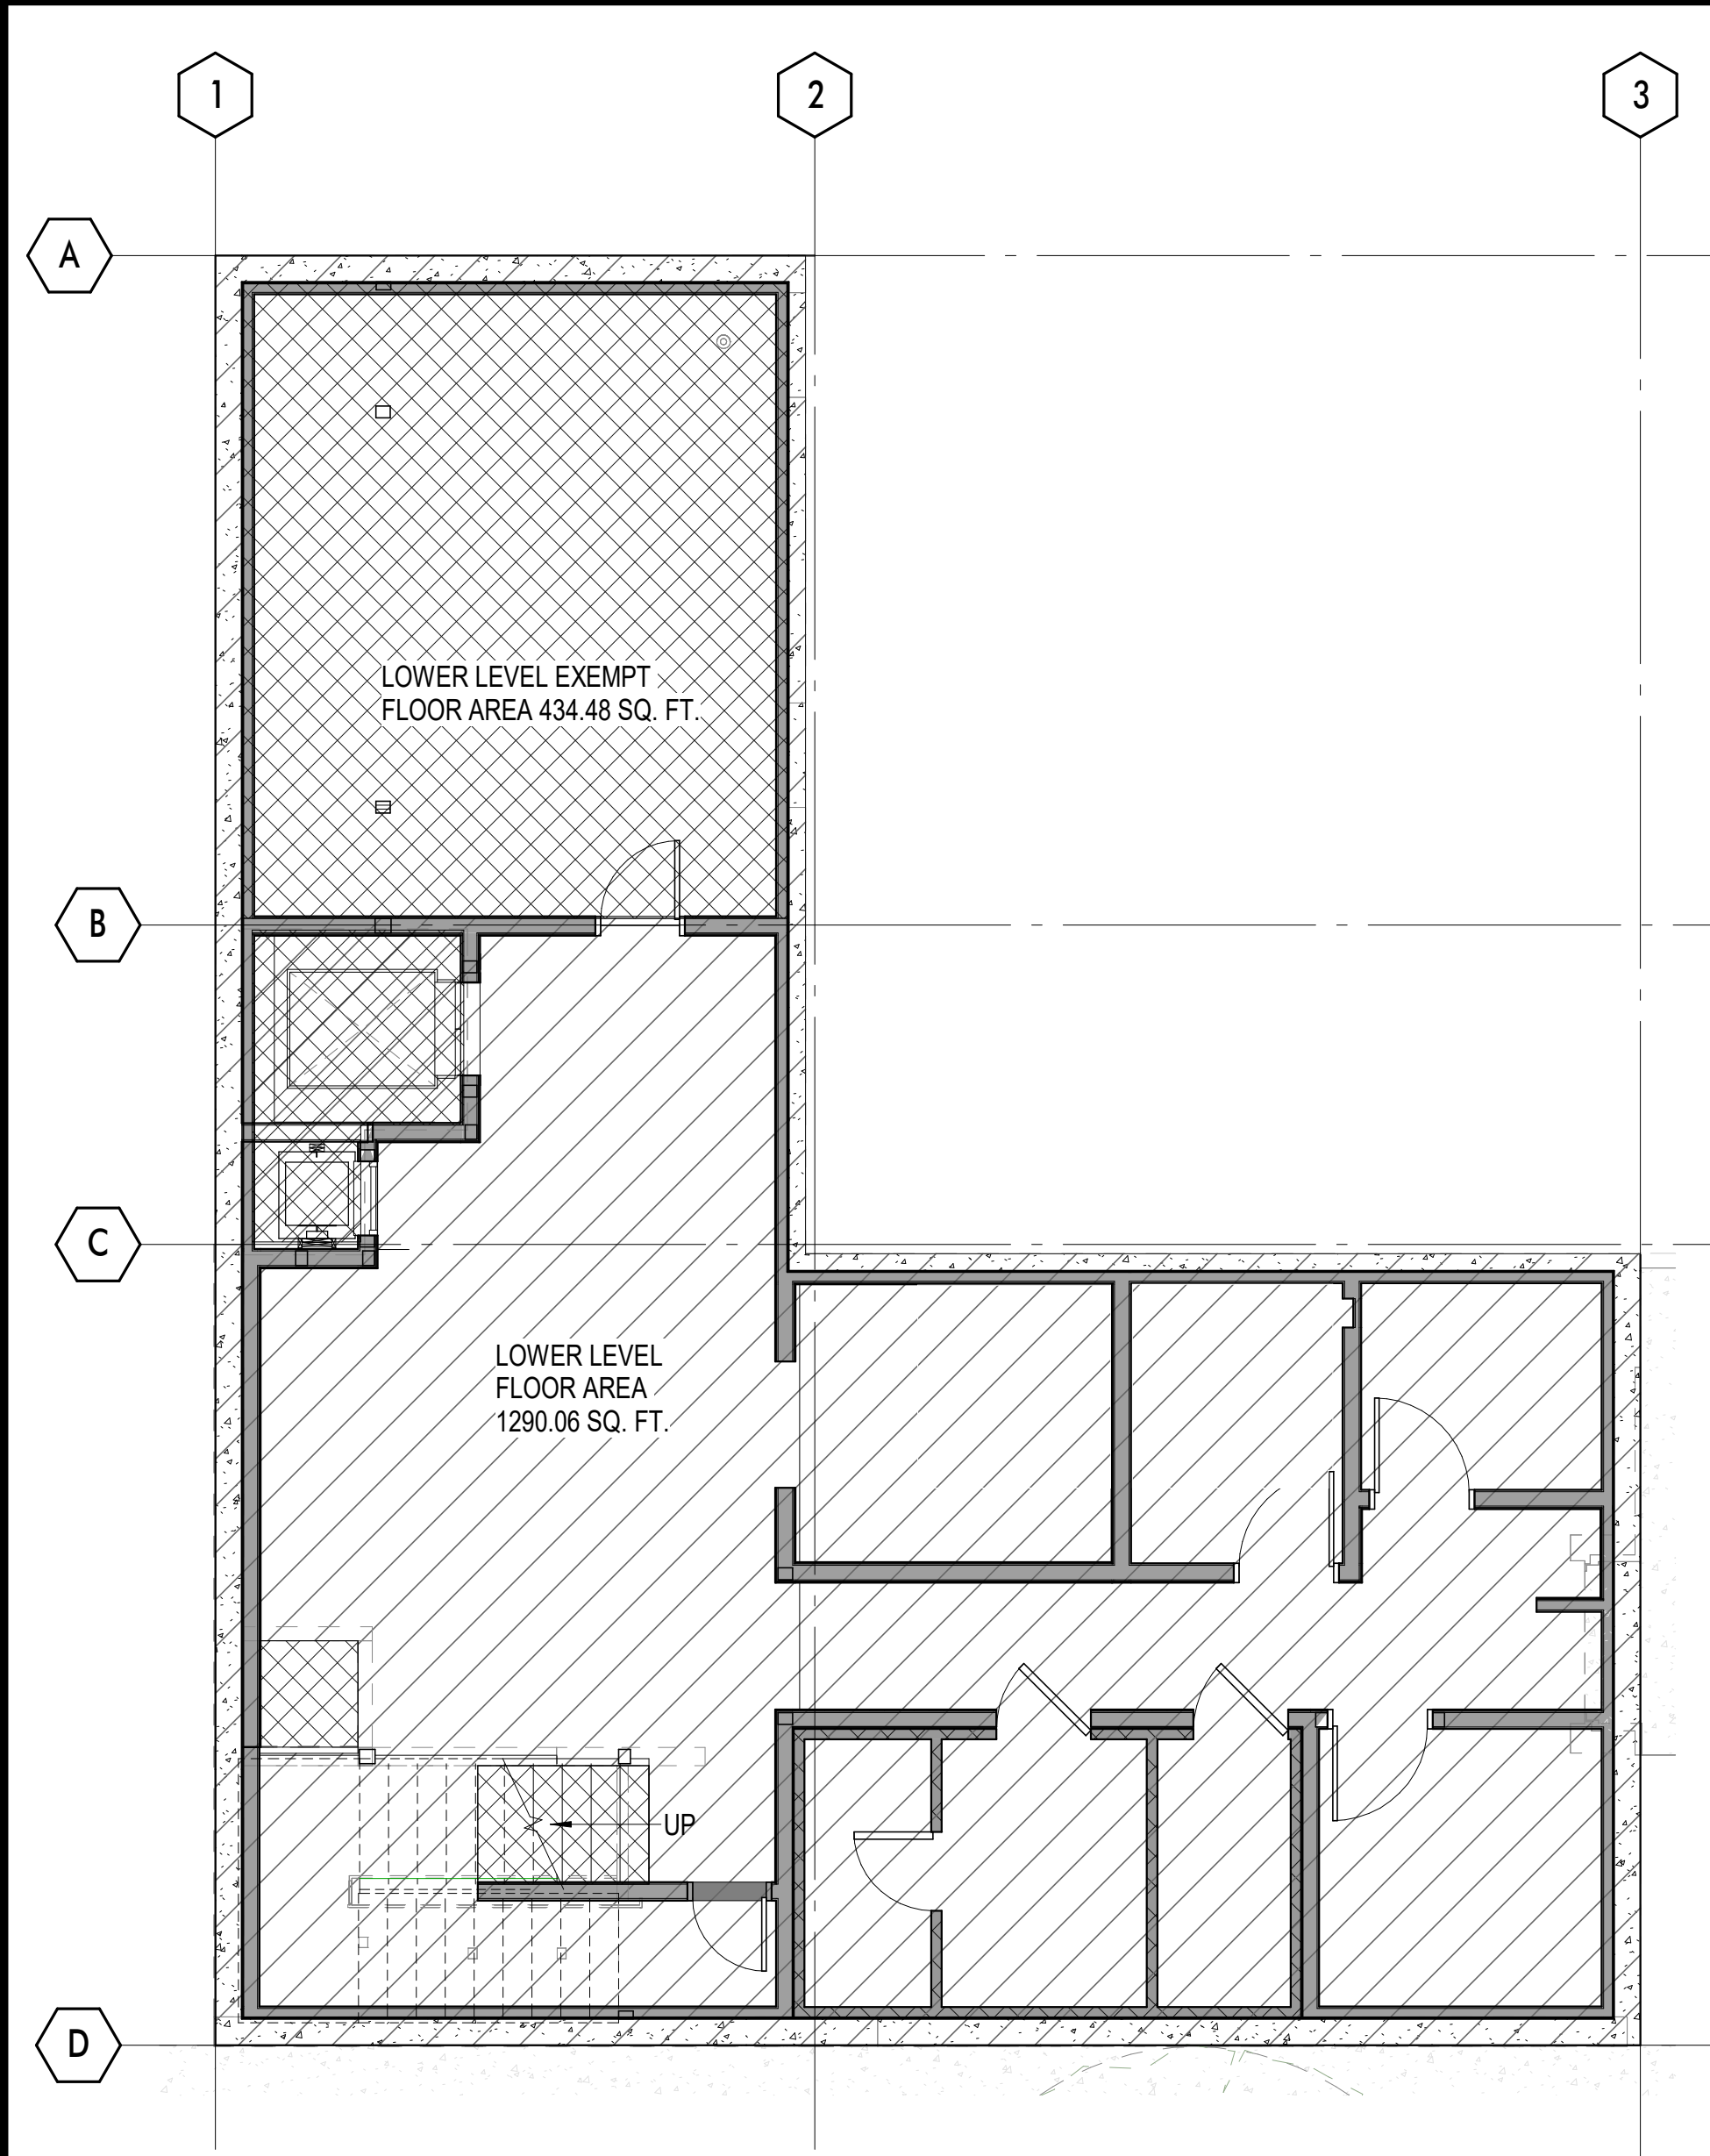 1
2
3
A
LOWER LEVEL EXEMPT
FLOOR AREA 434.48 SQ. FT.
B
C
LOWER LEVEL
FLOOR AREA
1290.06 SQ. FT.
UP
D